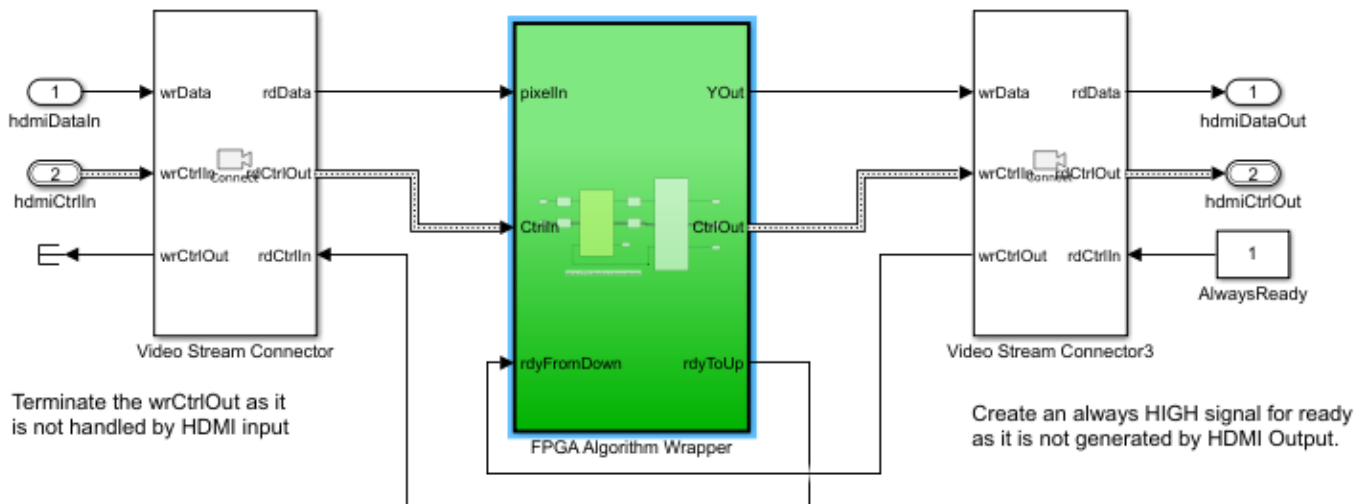 1
hdmiDataIn
2
hdmiCtrlIn
wrData
rdData
wrCtrlIn
rdCtrlOut
Connect
wrCtrlOut
rdCtrlIn
Video Stream Connector
Terminate the wrCtrlOut as it
is not handled by HDMI input
pixelIn
YOut
CtrlIn
CtrlOut
rdyFromDown
rdyToUp
FPGA Algorithm Wrapper
wrData
rdData
wrCtrlIn
rdCtrlOut
Connect
wrCtrlOut
rdCtrlIn
Video Stream Connector3
1
hdmiDataOut
2
hdmiCtrlOut
1
AlwaysReady
Create an always HIGH signal for ready
as it is not generated by HDMI Output.